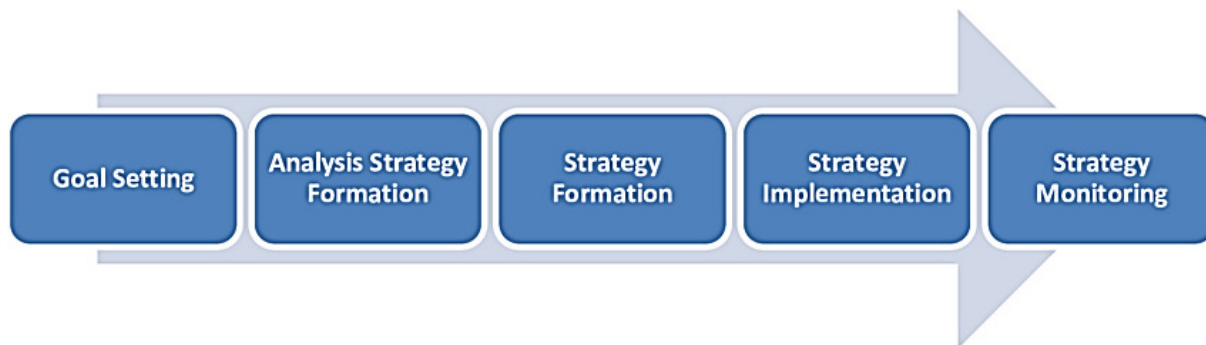 Goal Setting
Analysis Strategy
Formation
Strategy
Formation
Strategy
Implementation
Strategy
Monitoring